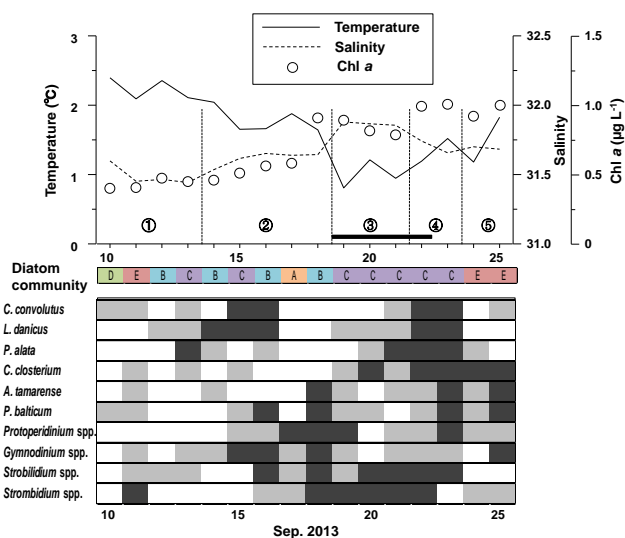 Temperature
Salinity
Chl a
3
2
1
0
Temperature (℃)
32.5
32.0
31.5
31.0
Salinity
1.5
1.0
0.5
0
Chl a (μg L-1)
① ② ③ ④ ⑤
10 15 20 25
Diatom community
D E B C B C B A B C C C C C E E
C. convolutus
L. danicus
P. alata
C. closterium
A. tamarense
P. balticum
Protoperidinium spp.
Gymnodinium spp.
Strobilidium spp.
Strombidium spp.
10 15 20 25
Sep. 2013